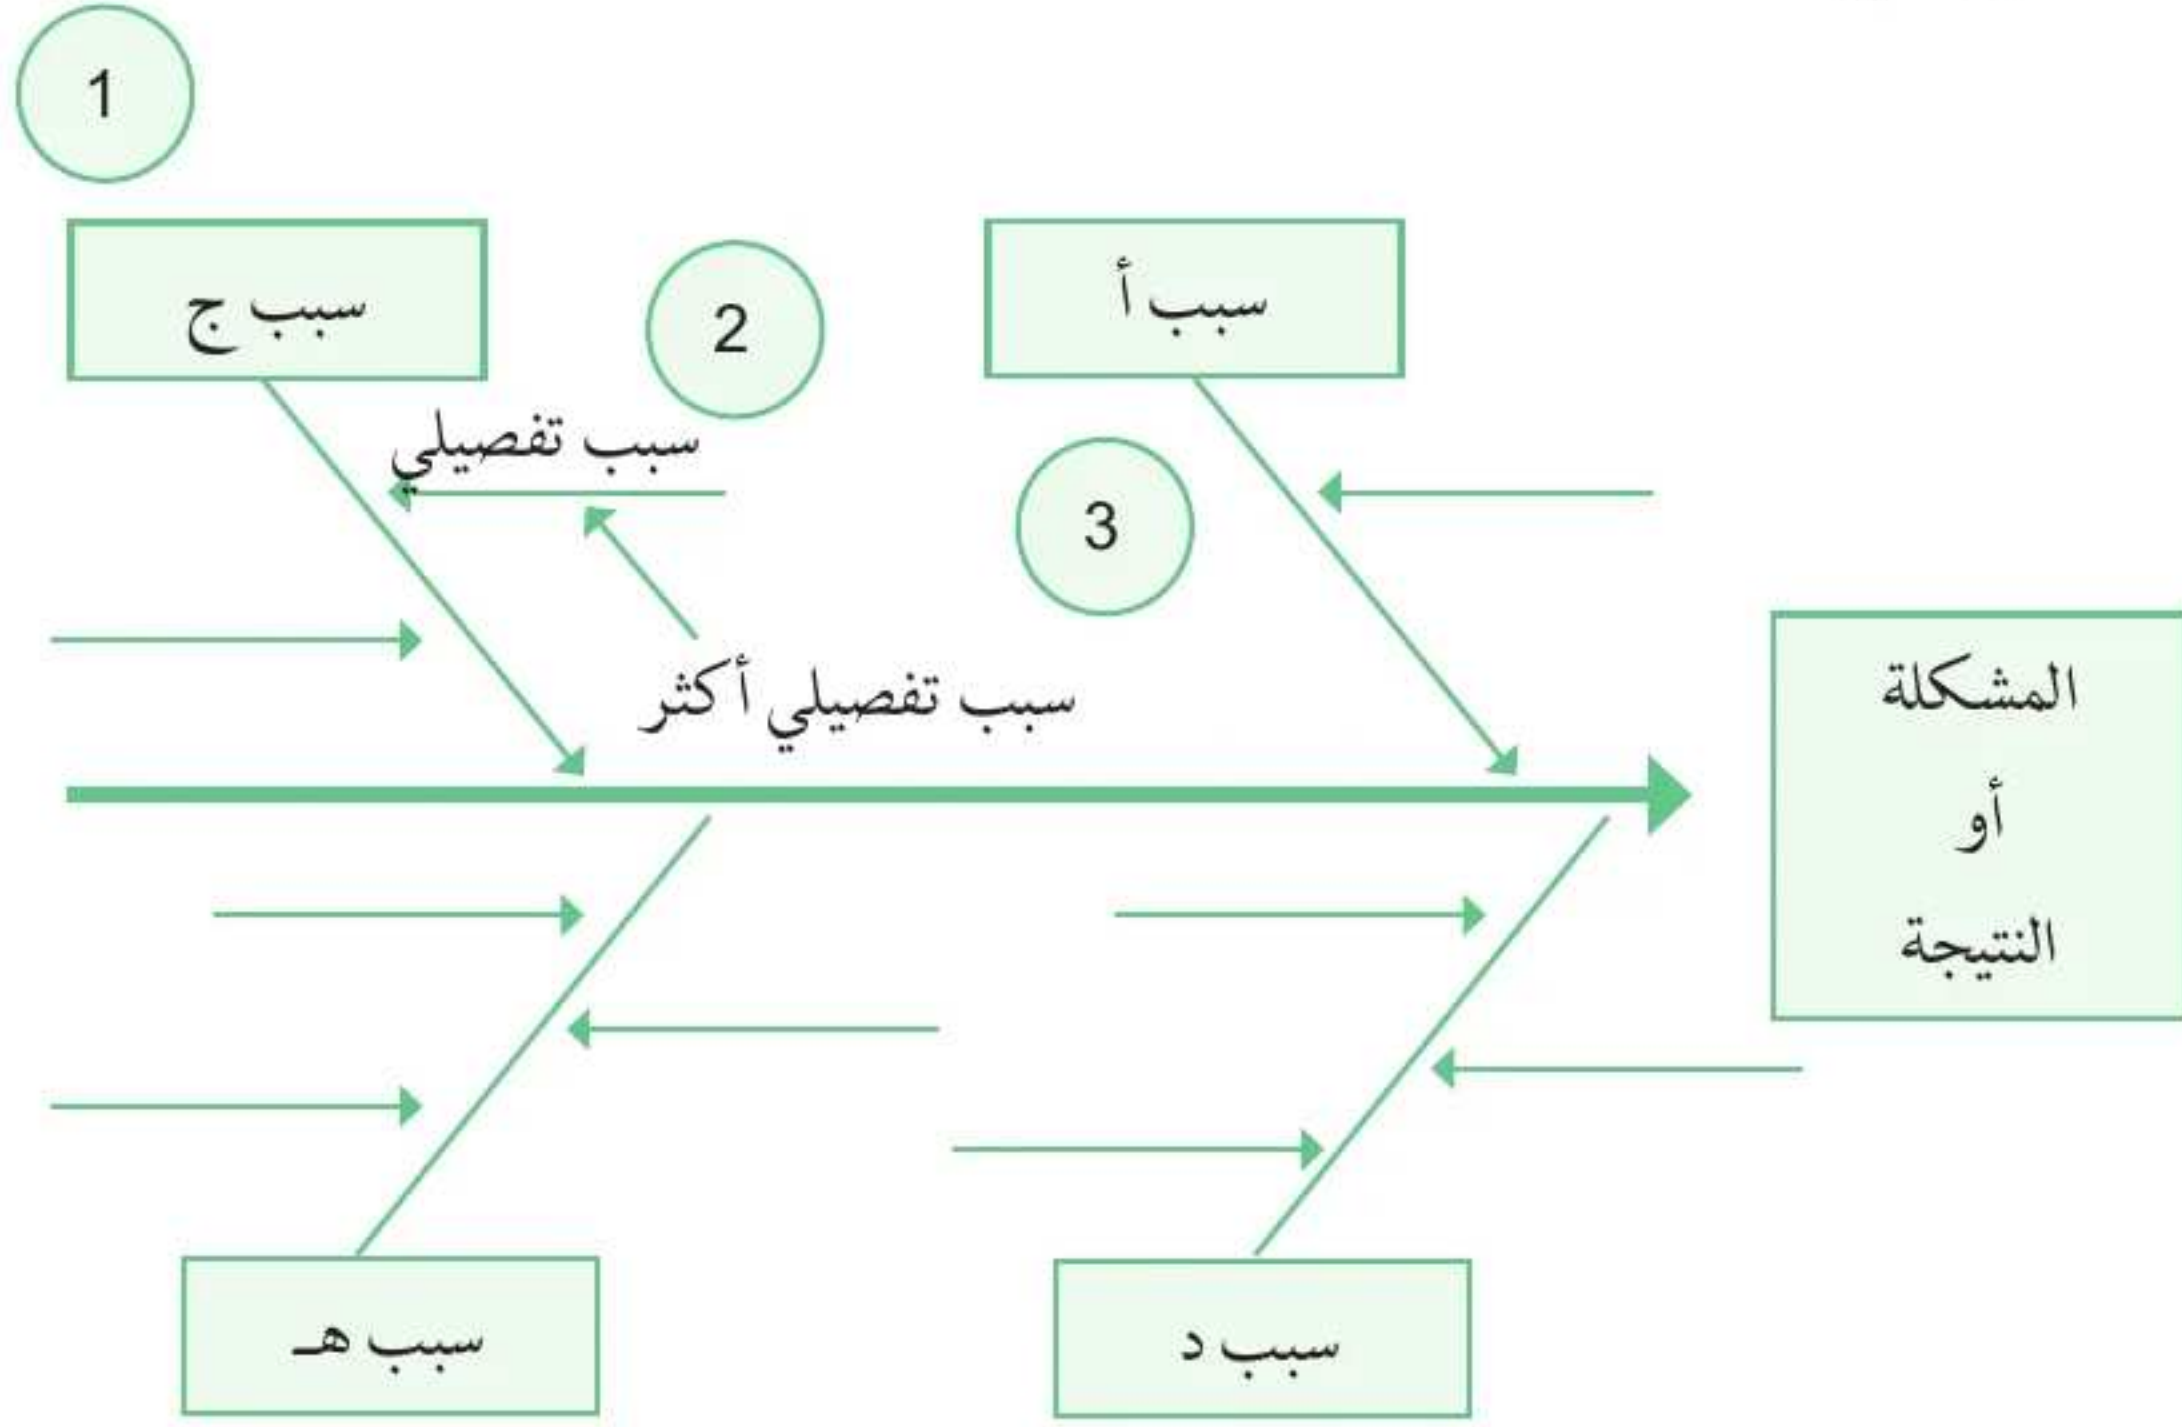 1
سبب أ
سبب ج
2
سبب تفصيلي
3
سبب تفصيلي أكثر
المشكلة
أو
النتيجة
سبب د
سبب هـ